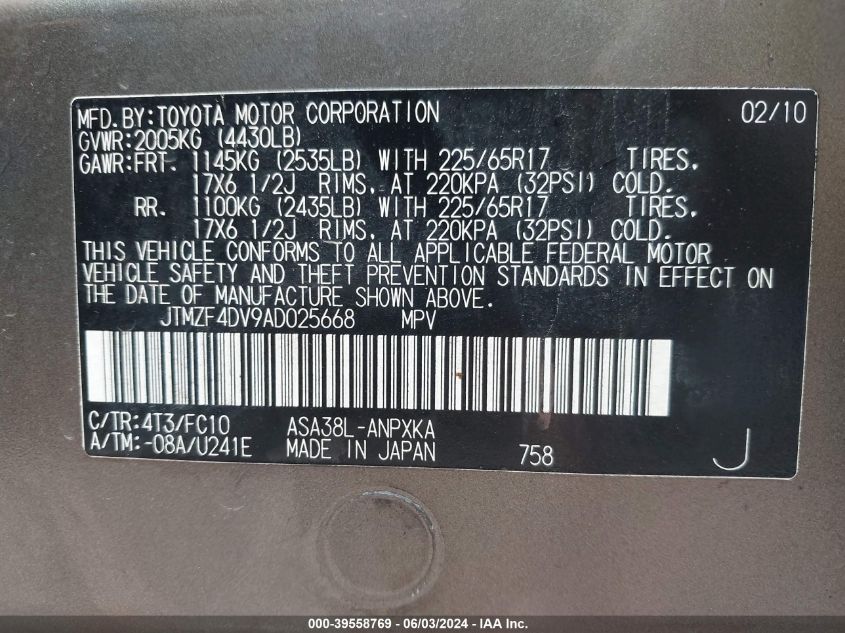 MFD.BY:TOYOTA MOTOR CORPORATION 02/10
GVWR:2005KG (4430LB)
GAWR:FRT. 1145KG (2535LB) WITH 225/65R17 TIRES,
17X6 1/2J RIMS, AT 220KPA (32PSI) COLD.
RR. 1100KG (2435LB) WITH 225/65R17 TIRES,
17X6 1/2J RIMS, AT 220KPA (32PSI) COLD.
THIS VEHICLE CONFORMS TO ALL APPLICABLE FEDERAL MOTOR
VEHICLE SAFETY AND THEFT PREVENTION STANDARDS IN EFFECT ON
THE DATE OF MANUFACTURE SHOWN ABOVE.
JTMZF4DV9AD025668 MPV
C/TR:4T3/FC10 ASA38L-ANPXKA
A/TM:-08A/U241E MADE IN JAPAN 758 J
000-39558769 - 06/03/2024 - IAA Inc.